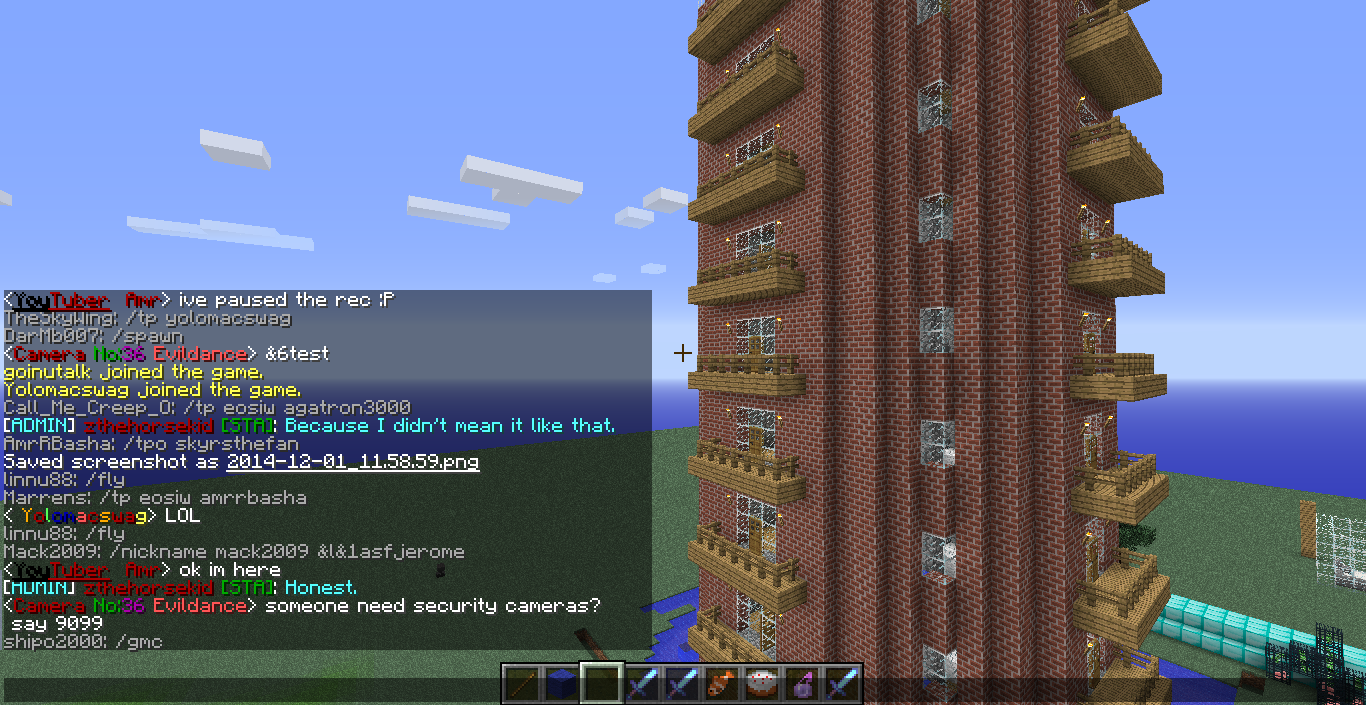 <YouTuber Amr> ive paused the rec :P
TheSkyWing: /tp yolomacswag
DarMb007: /spawn
<Camera No:36 Evildance> &6test
goinutalk joined the game.
Yolomacswag joined the game.
Call_Me_Creep_O: /tp eosiw agatron3000
[ADMIN] zthehorsekid [STA]: Because I didn't mean it like that.
AmrRBasha: /tpo skyrsthefan
Saved screenshot as 2014-12-01_11.58.59.png
linnu88: /fly
Marrens: /tp eosiw amrrbasha
< Yolomacswag> LOL
linnu88: /fly
Mack2009: /nickname mack2009 &l&1asfjerome
<YouTuber Amr> ok im here
[ADMIN] zthehorsekid [STA]: Honest.
<Camera No:36 Evildance> someone need security cameras?
say 9099
shipo2000: /gmc